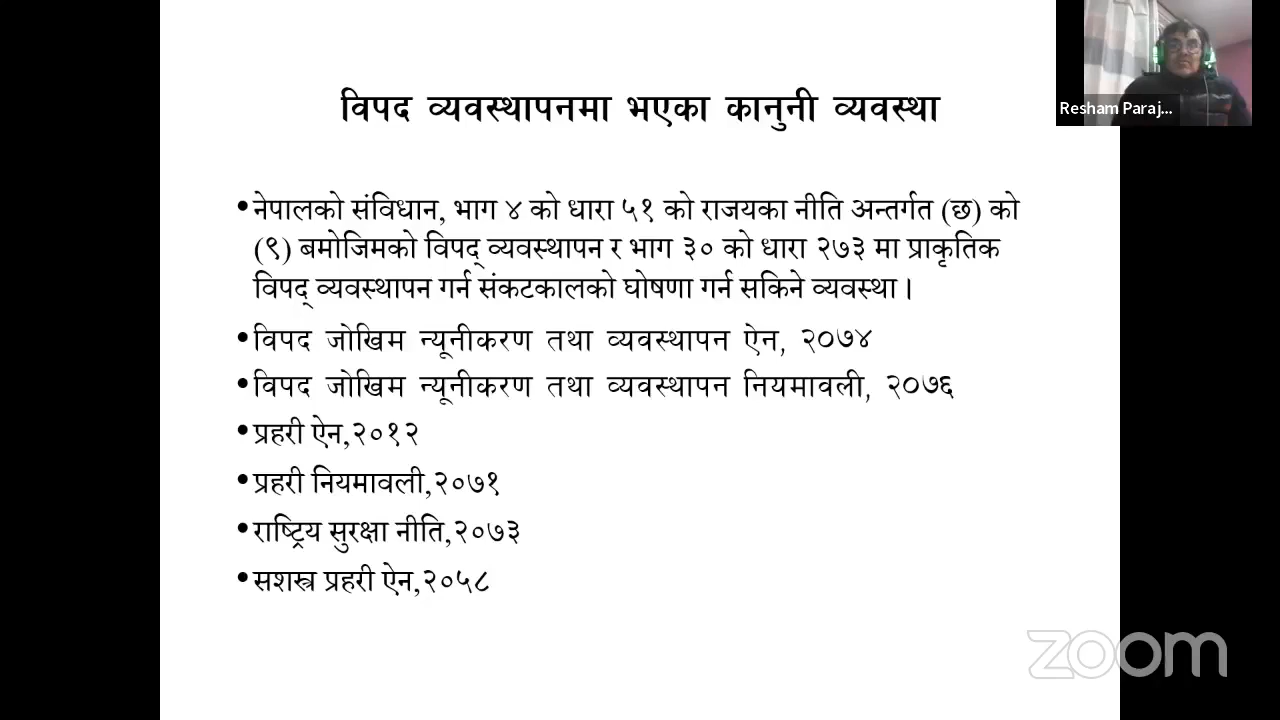 विपद व्यवस्थापनमा भएका कानुनी व्यवस्था
Resham Paraj...
•नेपालको संविधान, भाग ४ को धारा ५१ को राजयका नीति अन्तर्गत (छ) को
(९) बमोजिमको विपद् व्यवस्थापन र भाग ३० को धारा २७३ मा प्राकृतिक
विपद् व्यवस्थापन गर्न संकटकालको घोषणा गर्न सकिने व्यवस्था।
•विपद जोखिम न्यूनीकरण तथा व्यवस्थापन ऐन, २०७४
•विपद जोखिम न्यूनीकरण तथा व्यवस्थापन नियमावली, २०७६
•प्रहरी ऐन,२०१२
•प्रहरी नियमावली,२०७१
•राष्ट्रिय सुरक्षा नीति,२०७३
•सशस्त्र प्रहरी ऐन,२०५८
zoom